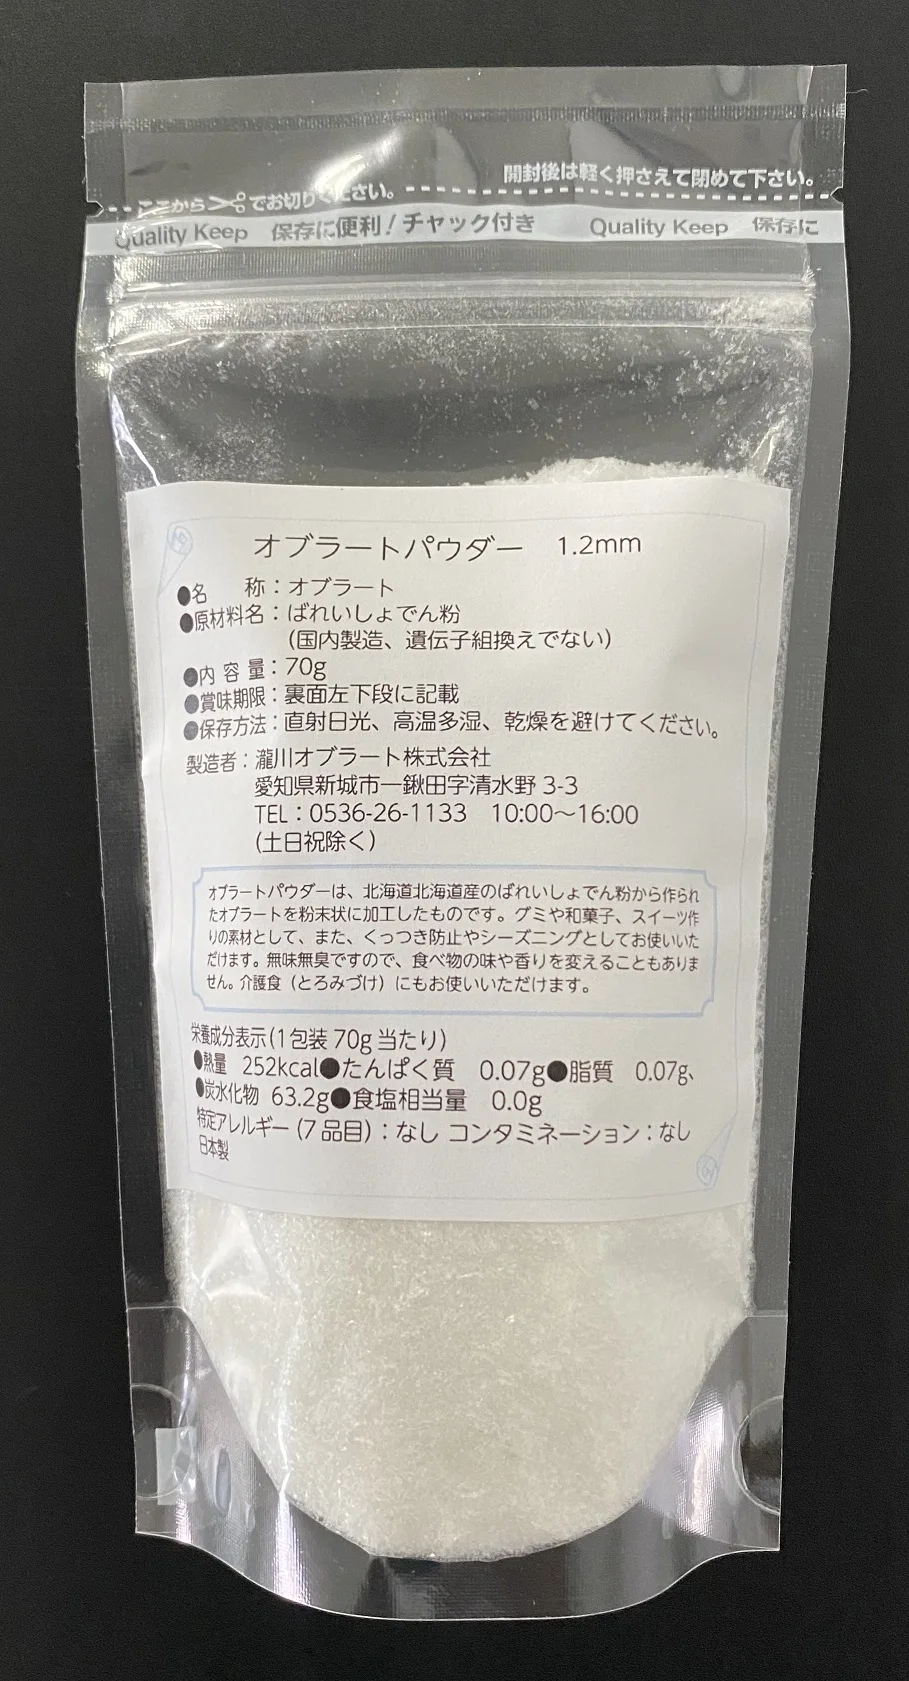 開封後は軽く押さえて閉めて下さい。
ここから でお切りください。
Quality Keep 保存に便利!チャック付き Quality Keep 保存に
オブラートパウダー 1.2mm
●名 称:オブラート
●原材料名:ばれいしょでん粉
(国内製造、遺伝子組換えでない)
●内容量:70g
●賞味期限:裏面左下段に記載
●保存方法:直射日光、高温多湿、乾燥を避けてください。
製造者:瀧川オブラート株式会社
愛知県新城市一鍬田字清水野 3-3
TEL:0536-26-1133 10:00～16:00
(土日祝除く)
オブラートパウダーは、北海道北海道産のばれいしょでん粉から作られ
たオブラートを粉末状に加工したものです。グミや和菓子、スイーツ作
りの素材として、また、くっつき防止やシーズニングとしてお使いいた
だけます。無味無臭ですので、食べ物の味や香りを変えることもありま
せん。介護食(とろみづけ)にもお使いいただけます。
栄養成分表示(1包装 70g 当たり)
●熱量 252kcal●たんぱく質 0.07g●脂質 0.07g、
●炭水化物 63.2g●食塩相当量 0.0g
特定アレルギー(7品目):なし コンタミネーション:なし
日本製